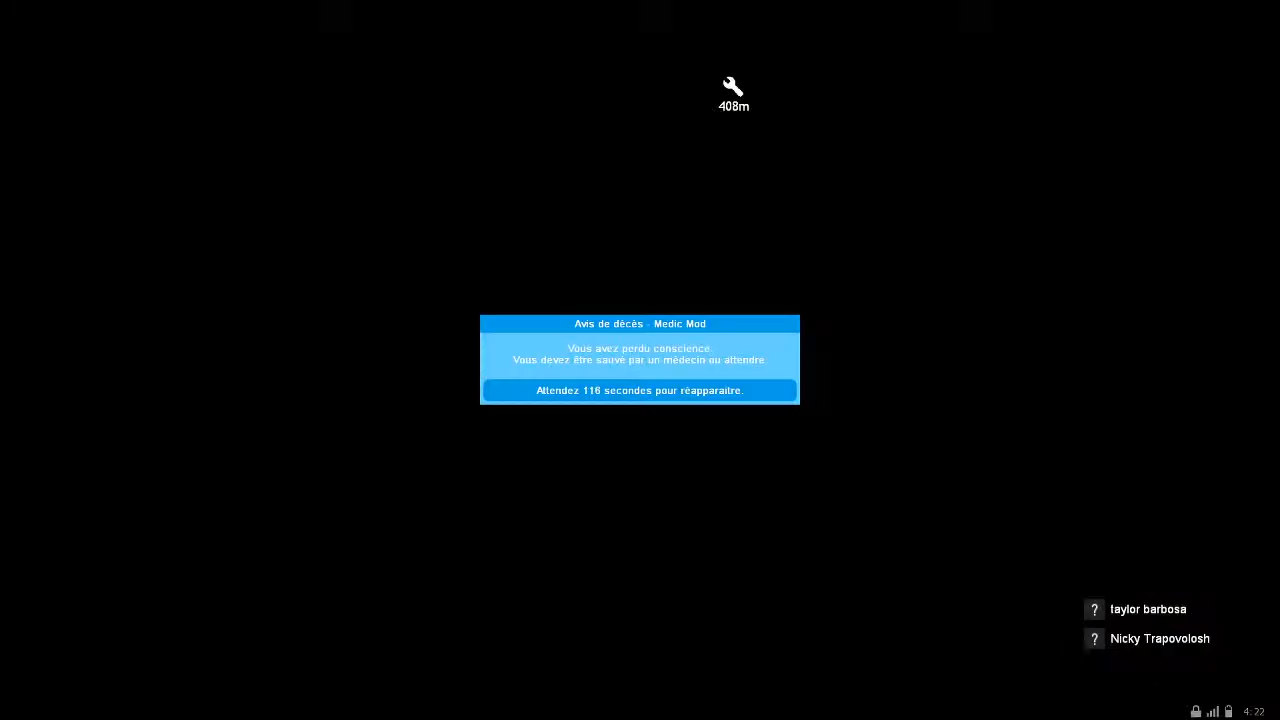 408m
Avis de décès - Medic Mod
Vous avez perdu conscience.
Vous devez être sauvé par un médecin ou attendre.
Attendez 116 secondes pour réapparaître.
? taylor barbosa
? Nicky Trapovolosh
4:22